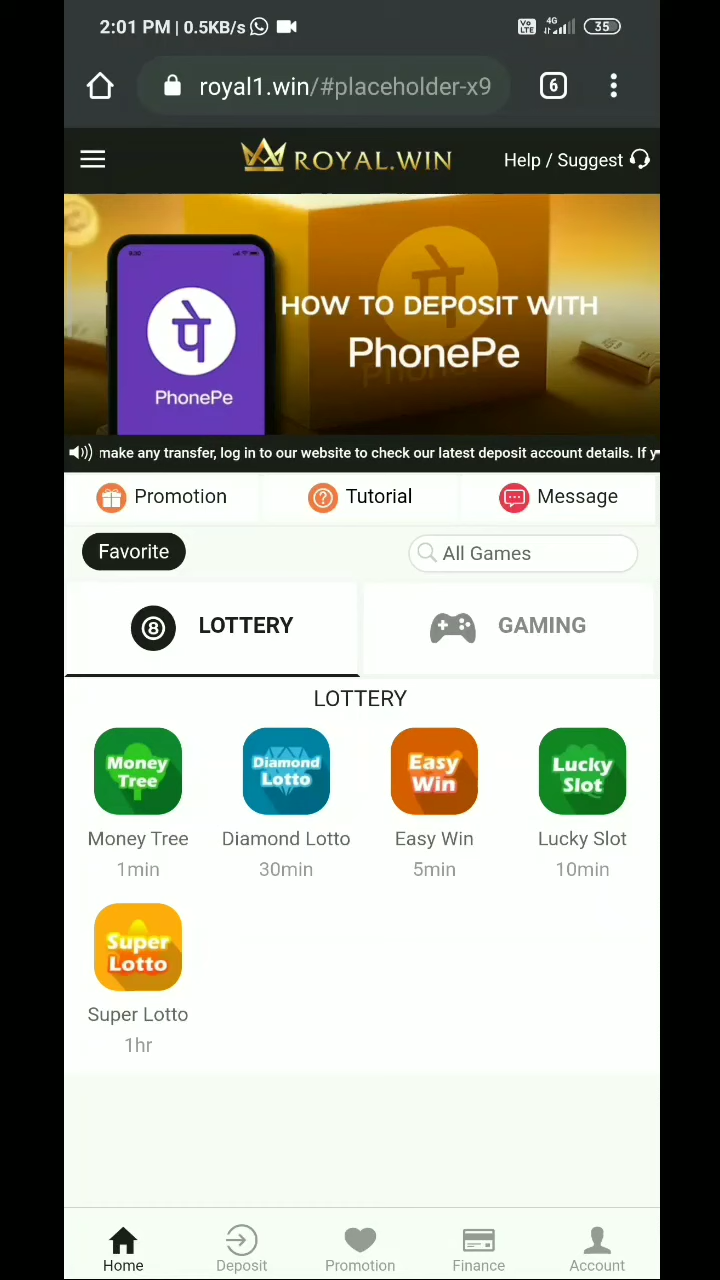 2:01 PM | 0.5KB/s
Vo LTE 4G 35
royal1.win/#placeholder-x9 6
ROYAL.WIN Help / Suggest
पे
PhonePe
HOW TO DEPOSIT WITH
PhonePe
make any transfer, log in to our website to check our latest deposit account details. If y
Promotion Tutorial Message
Favorite All Games
8 LOTTERY GAMING
LOTTERY
Money Tree Diamond Lotto Easy Win Lucky Slot
Money Tree Diamond Lotto Easy Win Lucky Slot
1min 30min 5min 10min
Super Lotto
Super Lotto
1hr
Home Deposit Promotion Finance Account